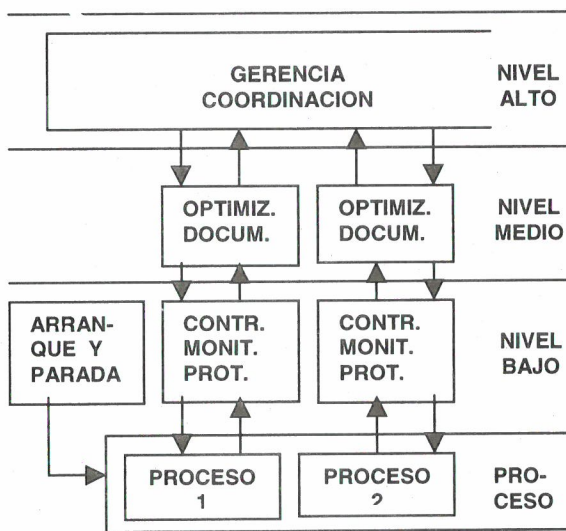 GERENCIA
COORDINACION
NIVEL
ALTO
OPTIMIZ.
DOCUM.
OPTIMIZ.
DOCUM.
NIVEL
MEDIO
ARRAN-
QUE Y
PARADA
CONTR.
MONIT.
PROT.
CONTR.
MONIT.
PROT.
NIVEL
BAJO
PROCESO
1
PROCESO
2
PRO-
CESO